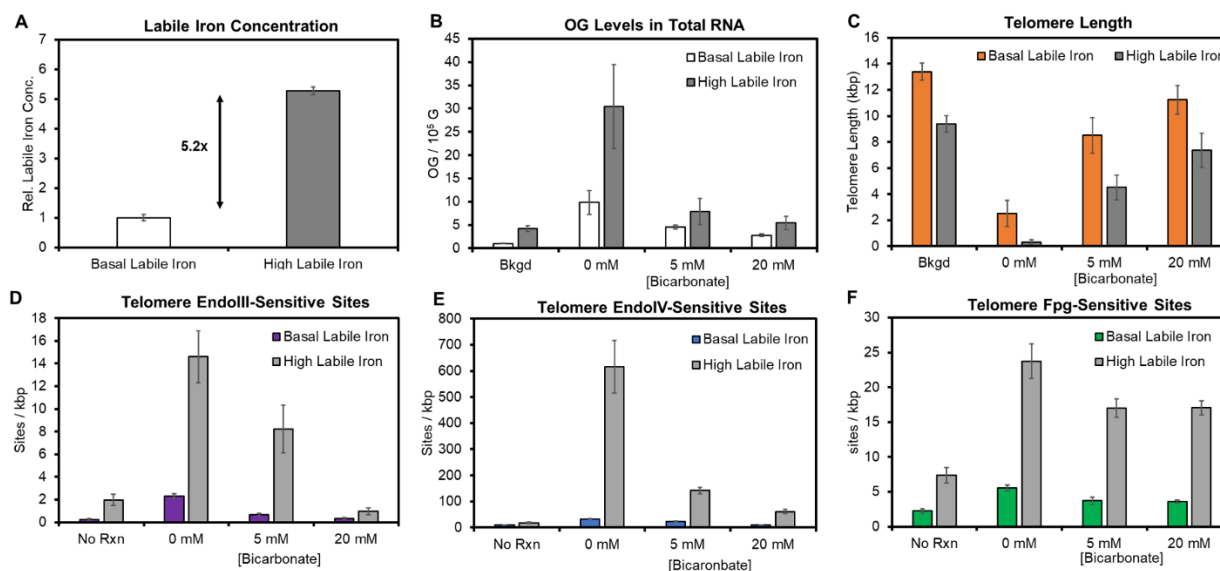 A
Labile Iron Concentration
Rel. Labile Iron Conc.
7
6
5
4
3
2
1
0
5.2x
Basal Labile Iron
High Labile Iron
B
OG Levels in Total RNA
OG / 10⁵ G
45
40
35
30
25
20
15
10
5
0
Basal Labile Iron
High Labile Iron
Bkgd
0 mM
5 mM
20 mM
[Bicarbonate]
C
Telomere Length
Telomere Length (kbp)
16
14
12
10
8
6
4
2
0
Basal Labile Iron
High Labile Iron
Bkgd
0 mM
5 mM
20 mM
[Bicarbonate]
D
Telomere EndoIII-Sensitive Sites
Sites / kbp
18
16
14
12
10
8
6
4
2
0
Basal Labile Iron
High Labile Iron
No Rxn
0 mM
5 mM
20 mM
[Bicarbonate]
E
Telomere EndoIV-Sensitive Sites
Sites / kbp
800
700
600
500
400
300
200
100
0
Basal Labile Iron
High Labile Iron
No Rxn
0 mM
5 mM
20 mM
[Bicaronbate]
F
Telomere Fpg-Sensitive Sites
sites / kbp
30
25
20
15
10
5
0
Basal Labile Iron
High Labile Iron
No Rxn
0 mM
5 mM
20 mM
[Bicarbonate]